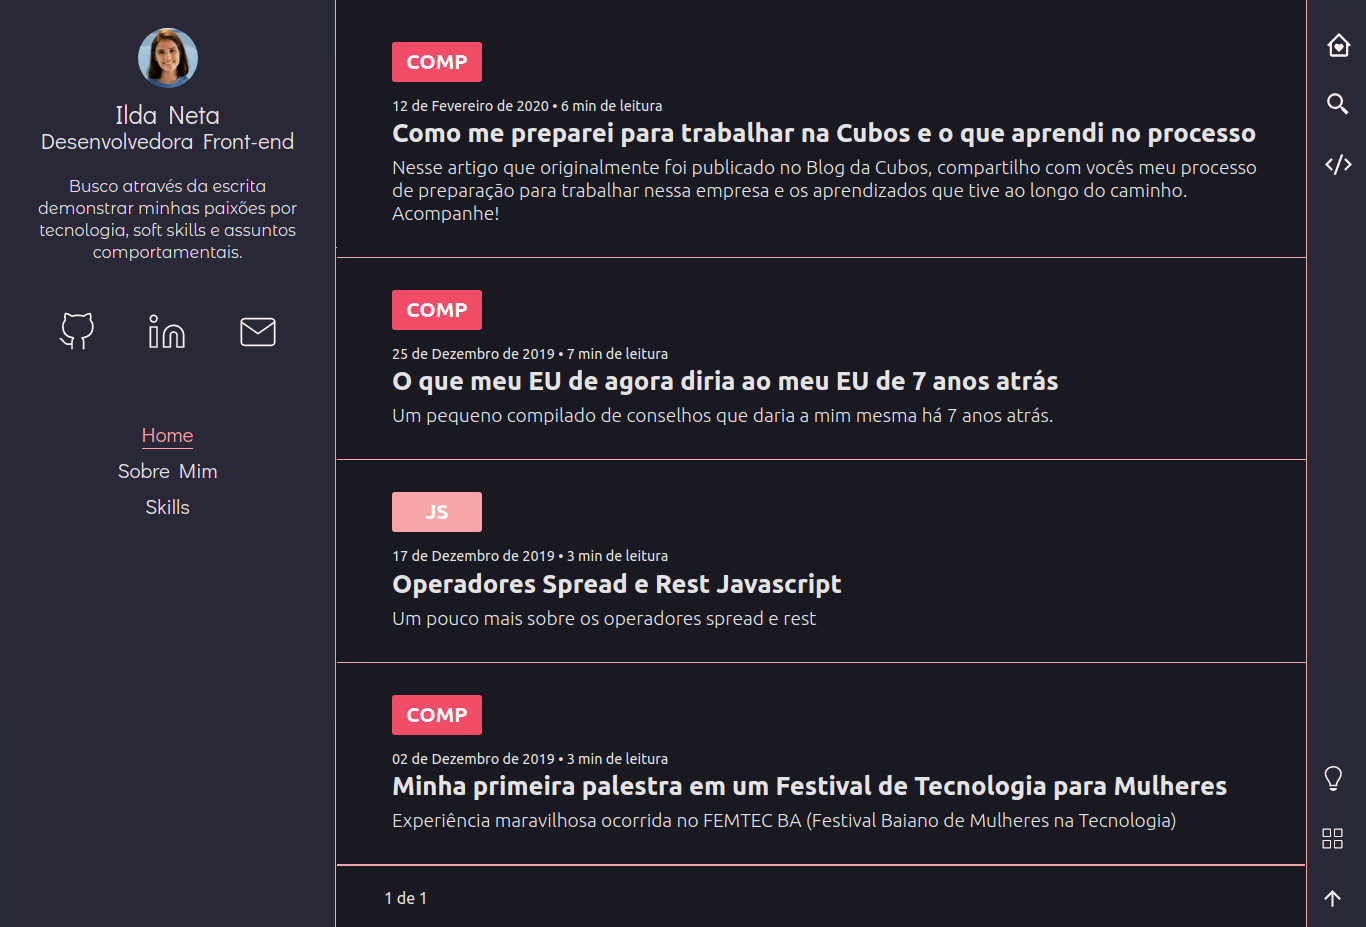 Ilda Neta
Desenvolvedora Front-end
Busco através da escrita
demonstrar minhas paixões por
tecnologia, soft skills e assuntos
comportamentais.
Home
Sobre Mim
Skills
COMP
12 de Fevereiro de 2020 • 6 min de leitura
Como me preparei para trabalhar na Cubos e o que aprendi no processo
Nesse artigo que originalmente foi publicado no Blog da Cubos, compartilho com vocês meu processo
de preparação para trabalhar nessa empresa e os aprendizados que tive ao longo do caminho.
Acompanhe!
COMP
25 de Dezembro de 2019 • 7 min de leitura
O que meu EU de agora diria ao meu EU de 7 anos atrás
Um pequeno compilado de conselhos que daria a mim mesma há 7 anos atrás.
JS
17 de Dezembro de 2019 • 3 min de leitura
Operadores Spread e Rest Javascript
Um pouco mais sobre os operadores spread e rest
COMP
02 de Dezembro de 2019 • 3 min de leitura
Minha primeira palestra em um Festival de Tecnologia para Mulheres
Experiência maravilhosa ocorrida no FEMTEC BA (Festival Baiano de Mulheres na Tecnologia)
1 de 1